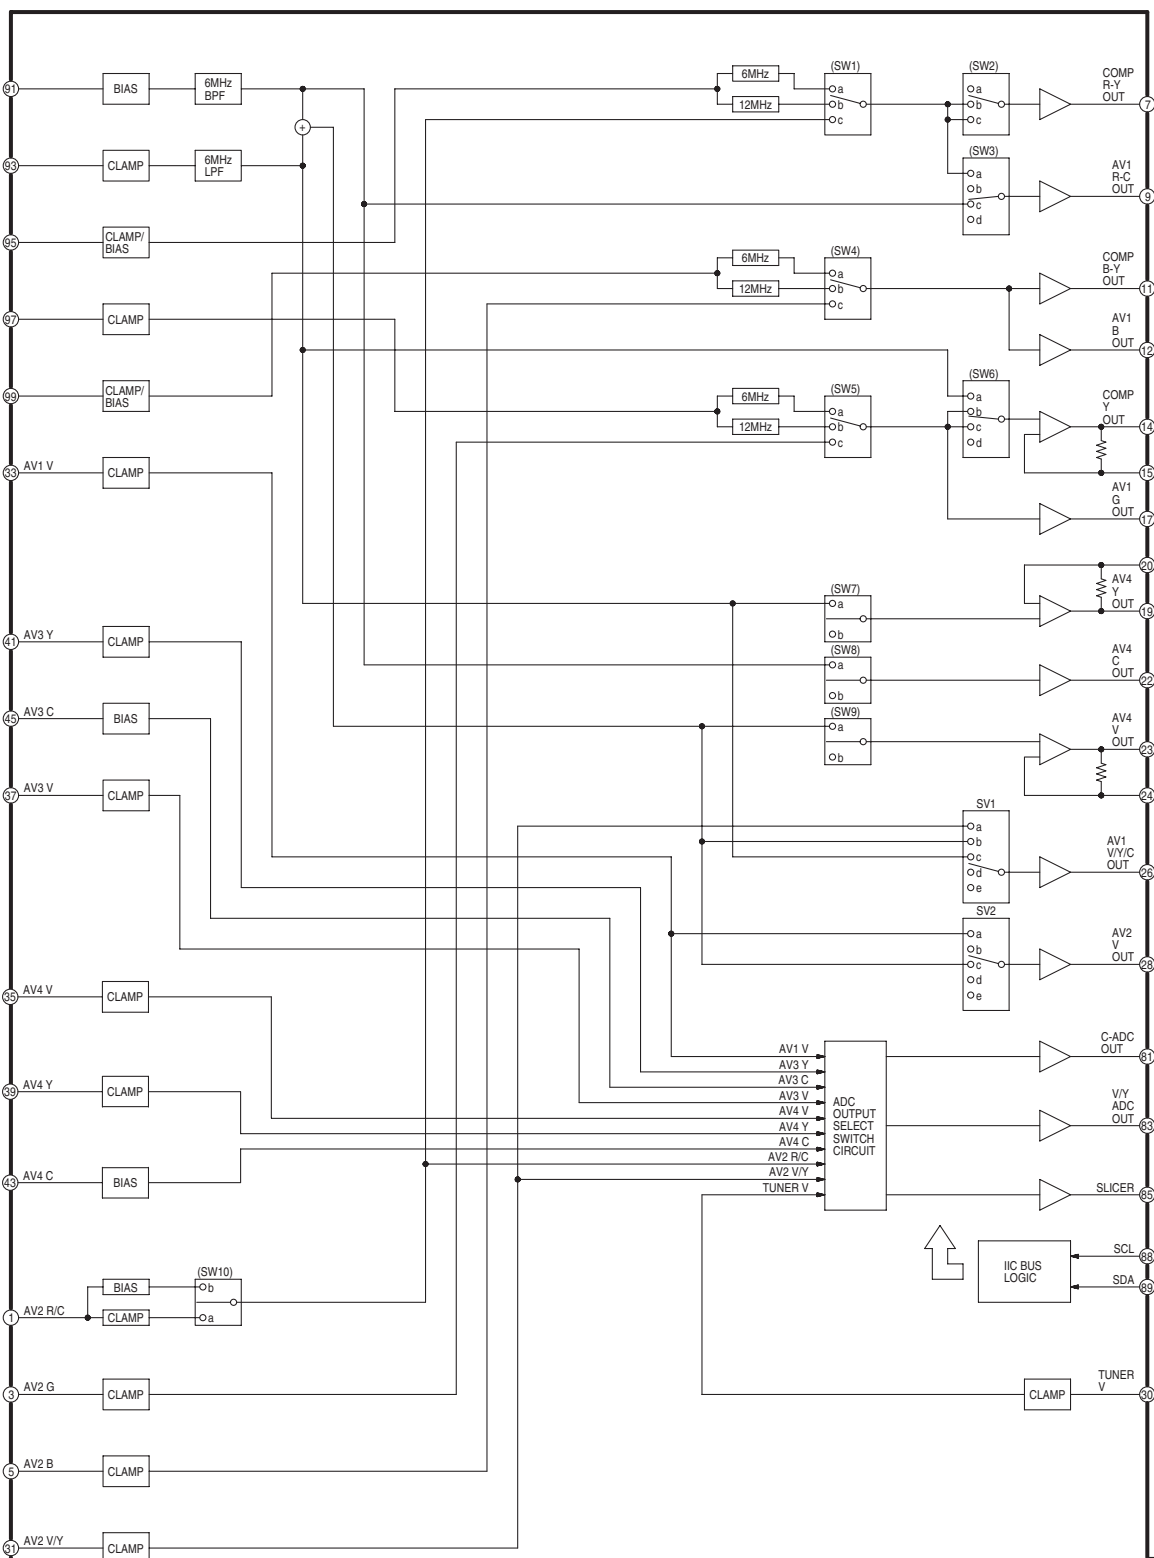 91
BIAS
6MHz
BPF
6MHz
12MHz
(SW1)
a
b
c
(SW2)
a
b
c
COMP
R-Y
OUT
7
+
93
CLAMP
6MHz
LPF
(SW3)
a
b
c
d
AV1
R-C
OUT
9
95
CLAMP/
BIAS
6MHz
12MHz
(SW4)
a
b
c
COMP
B-Y
OUT
11
97
CLAMP
AV1
B
OUT
12
99
CLAMP/
BIAS
6MHz
12MHz
(SW5)
a
b
c
(SW6)
a
b
c
d
COMP
Y
OUT
14
15
33
AV1 V
CLAMP
AV1
G
OUT
17
20
(SW7)
a
b
AV4
Y
OUT
19
41
AV3 Y
CLAMP
(SW8)
a
b
AV4
C
OUT
22
45
AV3 C
BIAS
(SW9)
a
b
AV4
V
OUT
23
24
37
AV3 V
CLAMP
SV1
a
b
c
d
e
AV1
V/Y/C
OUT
26
SV2
a
b
c
d
e
AV2
V
OUT
28
35
AV4 V
CLAMP
39
AV4 Y
CLAMP
43
AV4 C
BIAS
AV1 V
AV3 Y
AV3 C
AV3 V
AV4 V
AV4 Y
AV4 C
AV2 R/C
AV2 V/Y
TUNER V
ADC
OUTPUT
SELECT
SWITCH
CIRCUIT
C-ADC
OUT
81
V/Y
ADC
OUT
83
SLICER
85
IIC BUS
LOGIC
SCL
88
SDA
89
1
AV2 R/C
BIAS
CLAMP
(SW10)
b
a
3
AV2 G
CLAMP
CLAMP
TUNER
V
30
5
AV2 B
CLAMP
31
AV2 V/Y
CLAMP